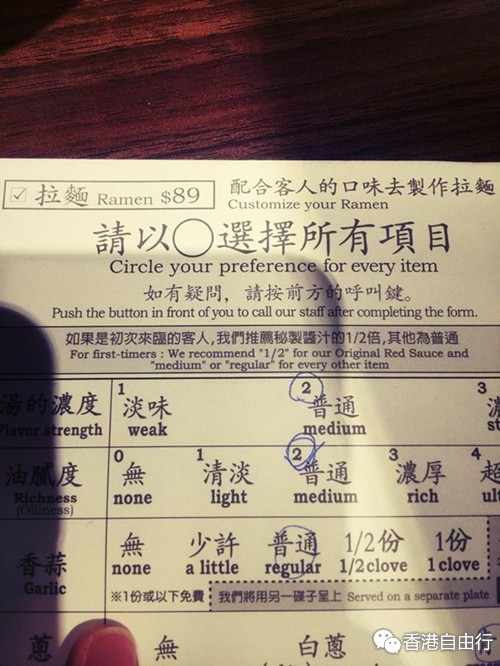 ☑ 拉麵 Ramen $89
配合客人的口味去製作拉麵
Customize your Ramen
請以◯選擇所有項目
Circle your preference for every item
如有疑問, 請按前方的呼叫鍵。
Push the button in front of you to call our staff after completing the form.
如果是初次來臨的客人,我們推薦秘製醬汁的1/2倍,其他為普通
For first-timers : We recommend "1/2" for our Original Red Sauce and
"medium" or "regular" for every other item
湯的濃度 1 淡味 2 普通 3
Flavor strength weak medium
油膩度 0 無 1 清淡 2 普通 3 濃厚 4 超
Richness none light medium rich
(Oiliness)
香蒜 無 少許 普通 1/2份 1份
Garlic none a little regular 1/2clove 1clove
※1份或以下免費 我們將用另一碟子呈上 Served on a separate plate
蔥 無 白蔥
香港自由行